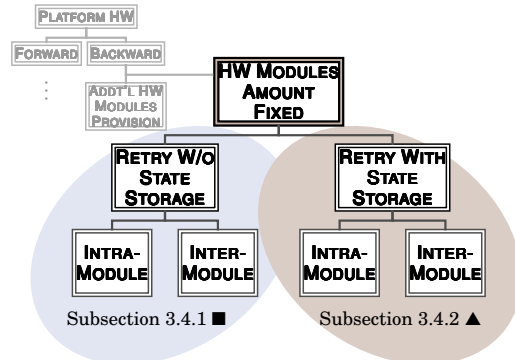 PLATFORM HW
FORWARD BACKWARD
ADDT'L HW
MODULES
PROVISION
HW MODULES
AMOUNT
FIXED
RETRY W/O
STATE
STORAGE
RETRY WITH
STATE
STORAGE
INTRA-
MODULE
INTER-
MODULE
INTRA-
MODULE
INTER-
MODULE
Subsection 3.4.1 ■
Subsection 3.4.2 ▲